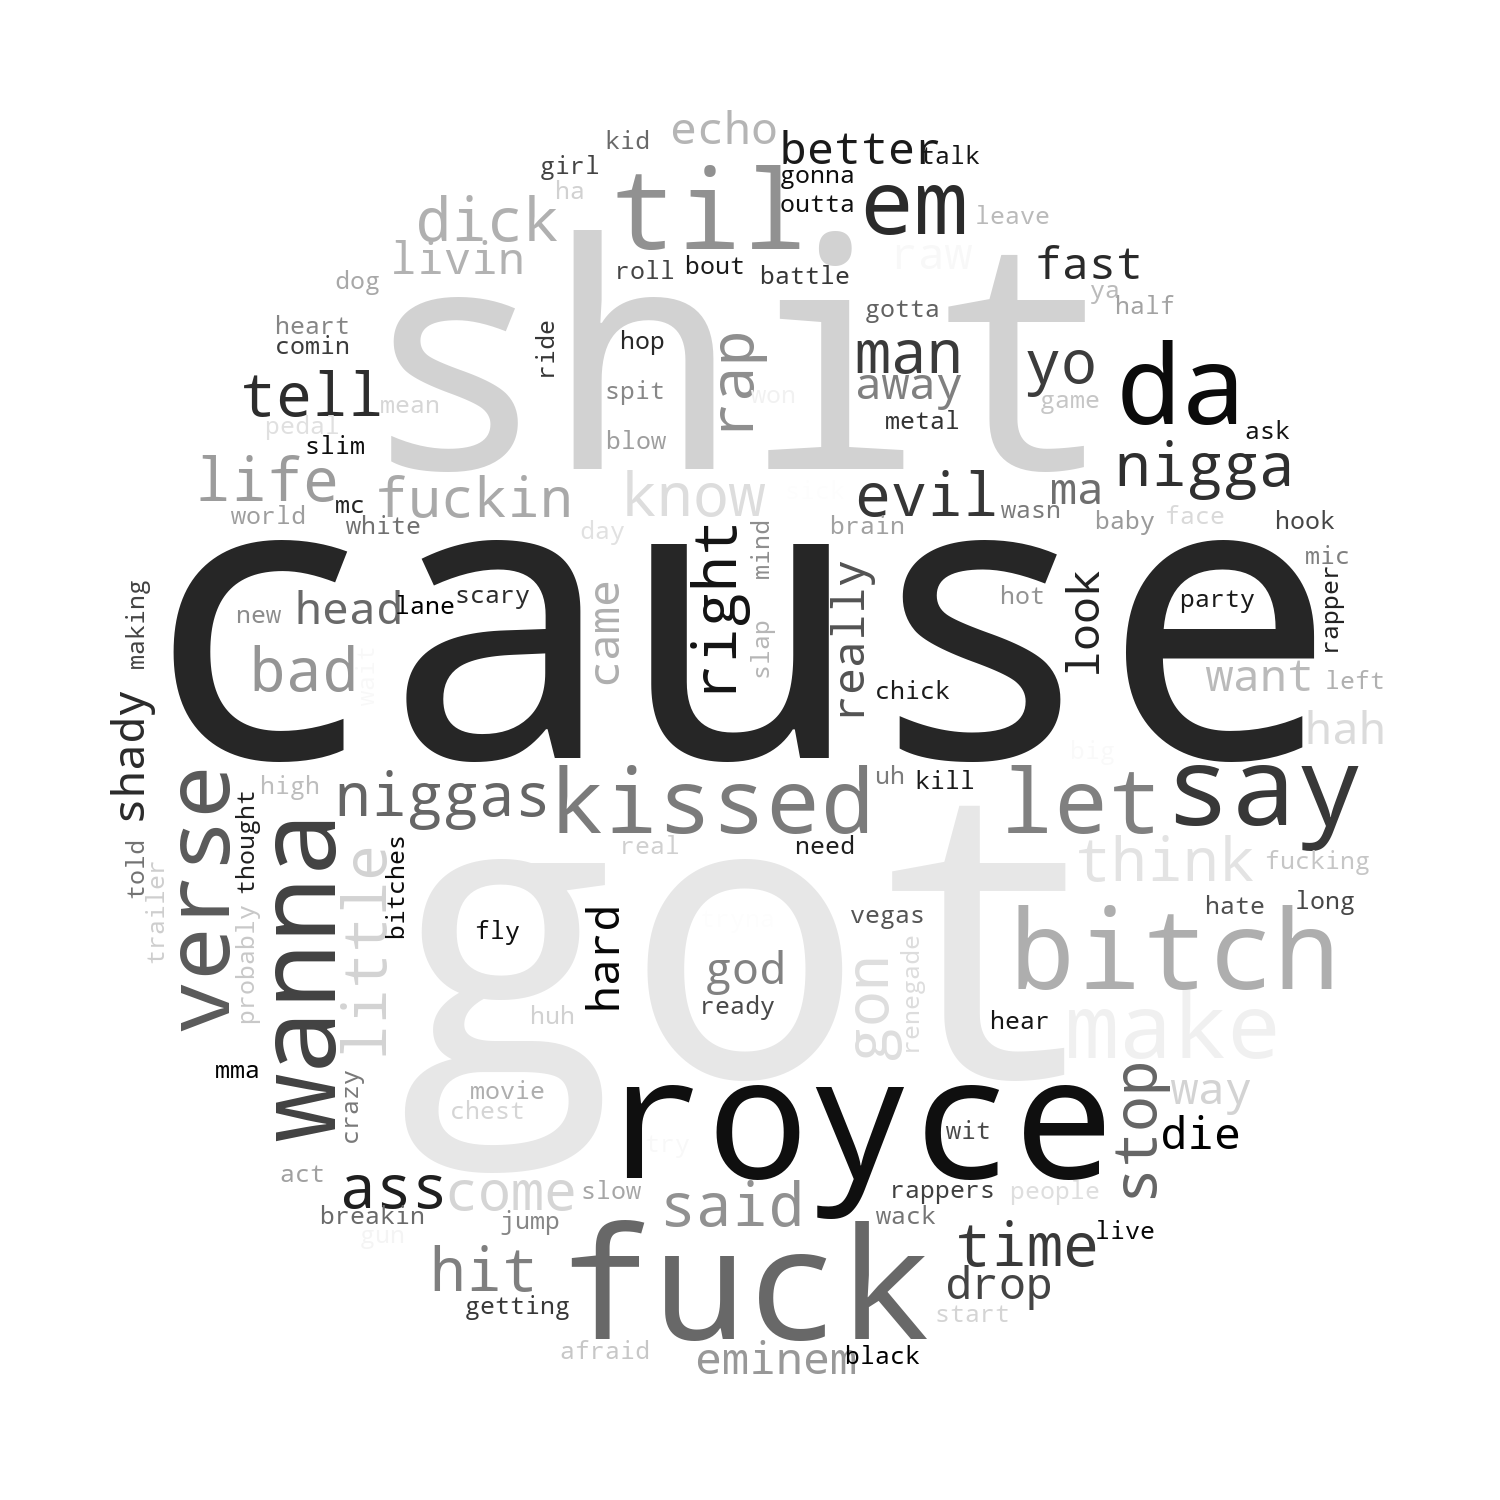 echo
kid
better
talk
girl
gonna
ha
til
em
dick
outta
leave
livin
raw
fast
roll
bout
battle
dog
ya
half
shit
gotta
heart
comin
ride
hop
rap
man
yo
da
tell
spit
won
away
game
mean
pedal
slim
blow
metal
ask
life
fuckin
know
evil
ma
nigga
mc
world
white
day
mind
brain
wasn
baby
face
hook
right
cause
mic
making
new
head
lane
scary
came
really
hot
look
party
rapper
bad
wait
slap
chick
want
left
shady
hah
big
verse
high
niggas
kissed
uh
kill
let
say
thought
wanna
told
little
bitches
real
need
think
fucking
trailer
probably
fly
hard
vegas
hate
long
got
god
gon
renegade
bitch
ready
huh
hear
make
mma
crazy
movie
chest
royce
stop
way
try
wit
die
act
ass
come
slow
said
rappers
people
breakin
jump
wack
gun
fuck
time
live
hit
drop
getting
start
afraid
eminem
black